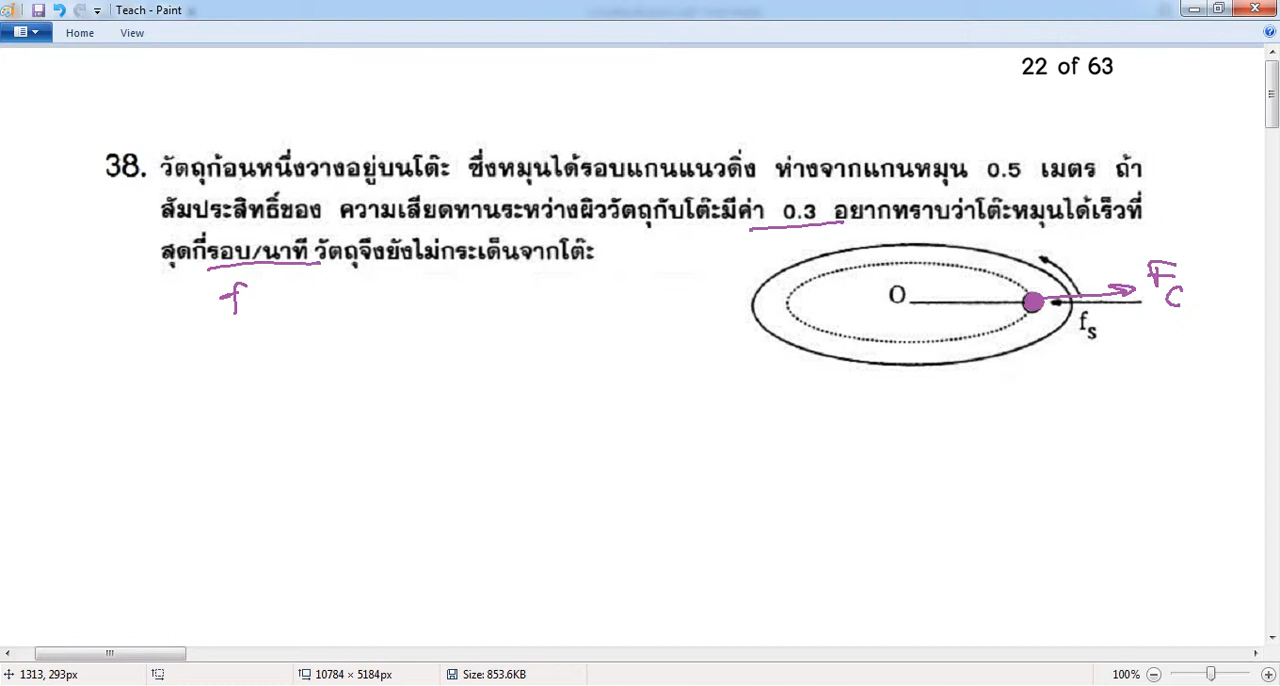 Teach - Paint
Home View
22 of 63
38. วัตถุก้อนหนึ่งวางอยู่บนโต๊ะ ซึ่งหมุนได้รอบแกนแนวดิ่ง ห่างจากแกนหมุน 0.5 เมตร ถ้า
สัมประสิทธิ์ของ ความเสียดทานระหว่างผิววัตถุกับโต๊ะมีค่า 0.3 อยากทราบว่าโต๊ะหมุนได้เร็วที่
สุดกี่รอบ/นาที วัตถุจึงยังไม่กระเด็นจากโต๊ะ
f
O
Fc
fs
1313, 293px 10784 × 5184px Size: 853.6KB 100%